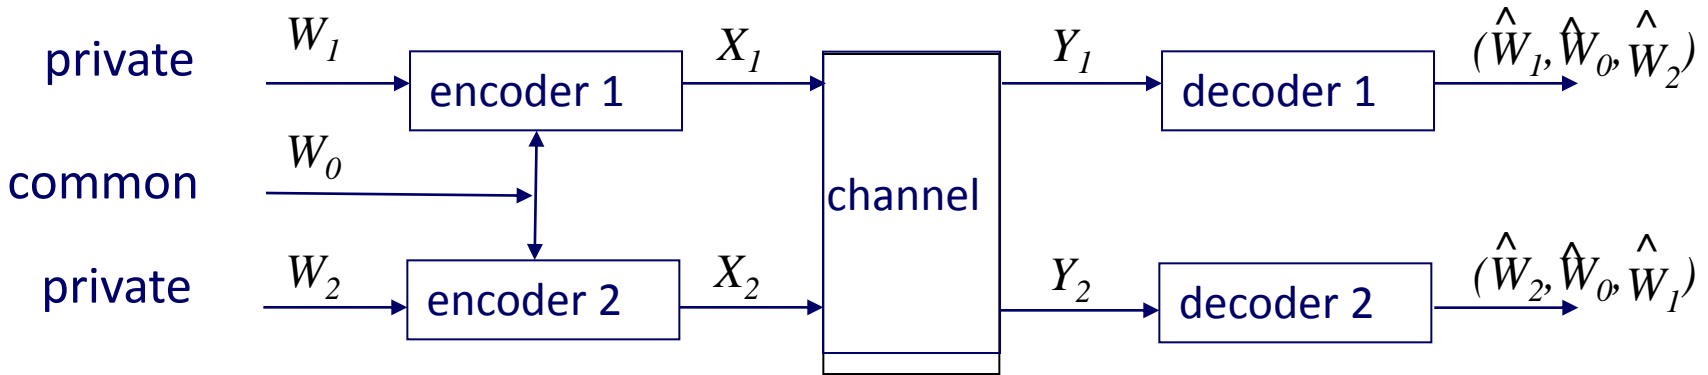 private W₁ encoder 1 X₁ Y₁ decoder 1 (Ŵ₁,Ŵ₀,Ŵ₂)
common W₀ channel
private W₂ encoder 2 X₂ Y₂ decoder 2 (Ŵ₂,Ŵ₀,Ŵ₁)